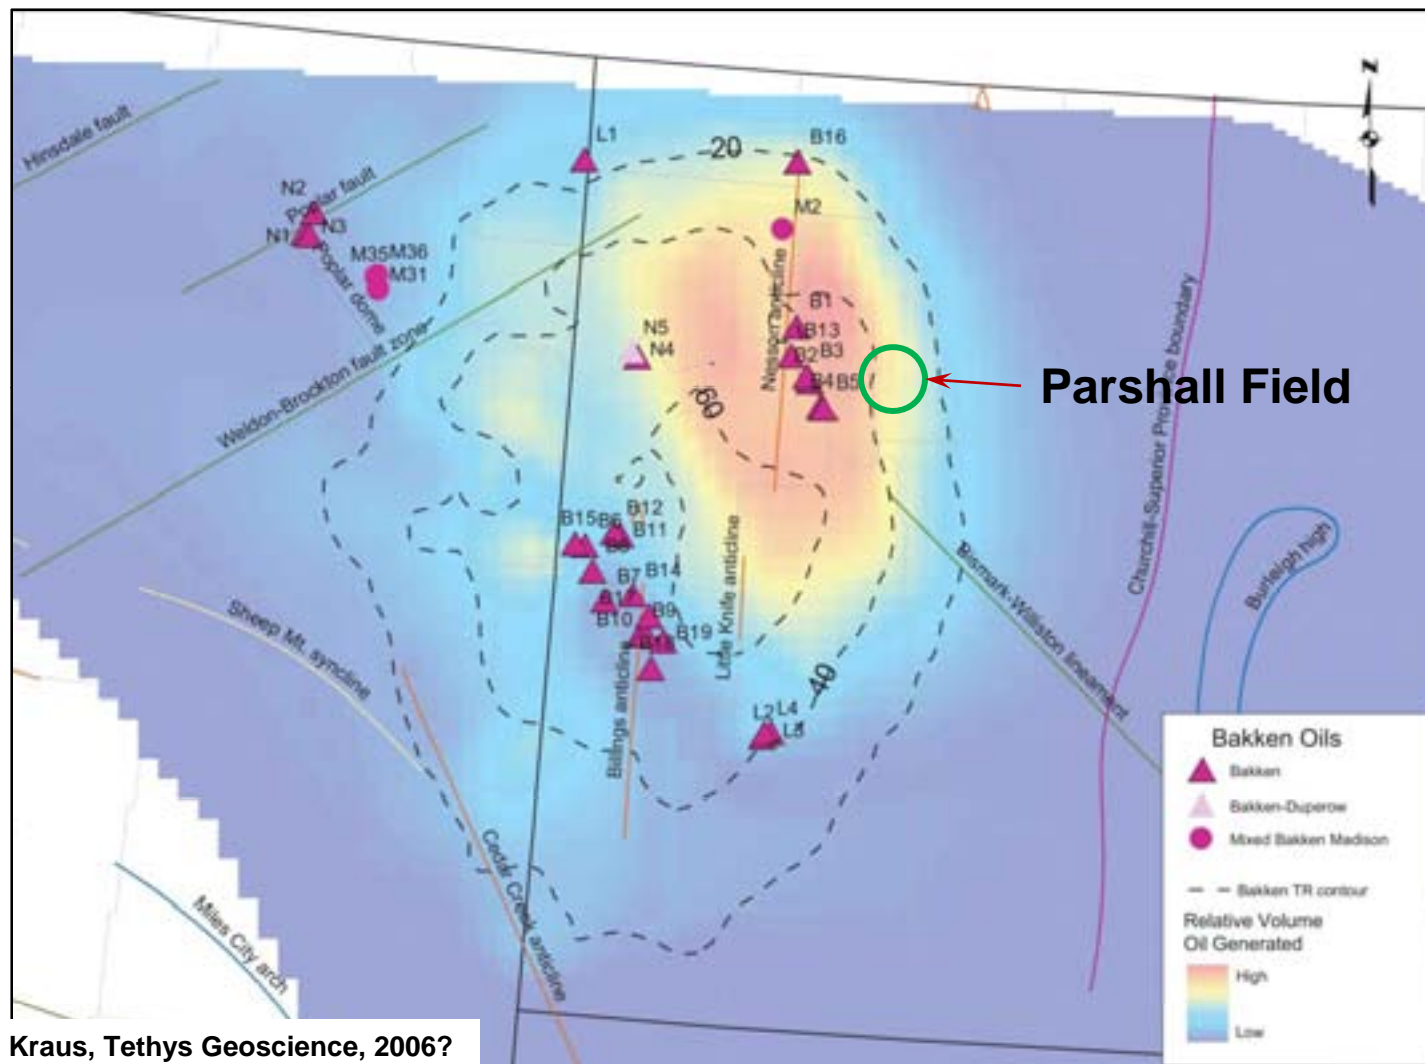 Hinsdale fault
L1
20
B16
z
N2
Poplar fault
N3
N1
M2
M35
M36
M31
Poplar dome
Nesson anticline
B1
B13
N5
N4
B2
B3
B4
B5
Parshall Field
Weldon-Brockton fault zone
60
Churchill-Superior Province boundary
B12
B15
B6
B11
Burleigh high
Bismark-Williston lineament
B7
B14
Little Knife anticline
Sheep Mt. syncline
B10
B9
B19
Billings anticline
40
L2
L4
L3
Cedar Creek anticline
Miles City arch
Bakken Oils
Bakken
Bakken-Duperow
Mixed Bakken Madison
Bakken TR contour
Relative Volume
Oil Generated
High
Low
Kraus, Tethys Geoscience, 2006?